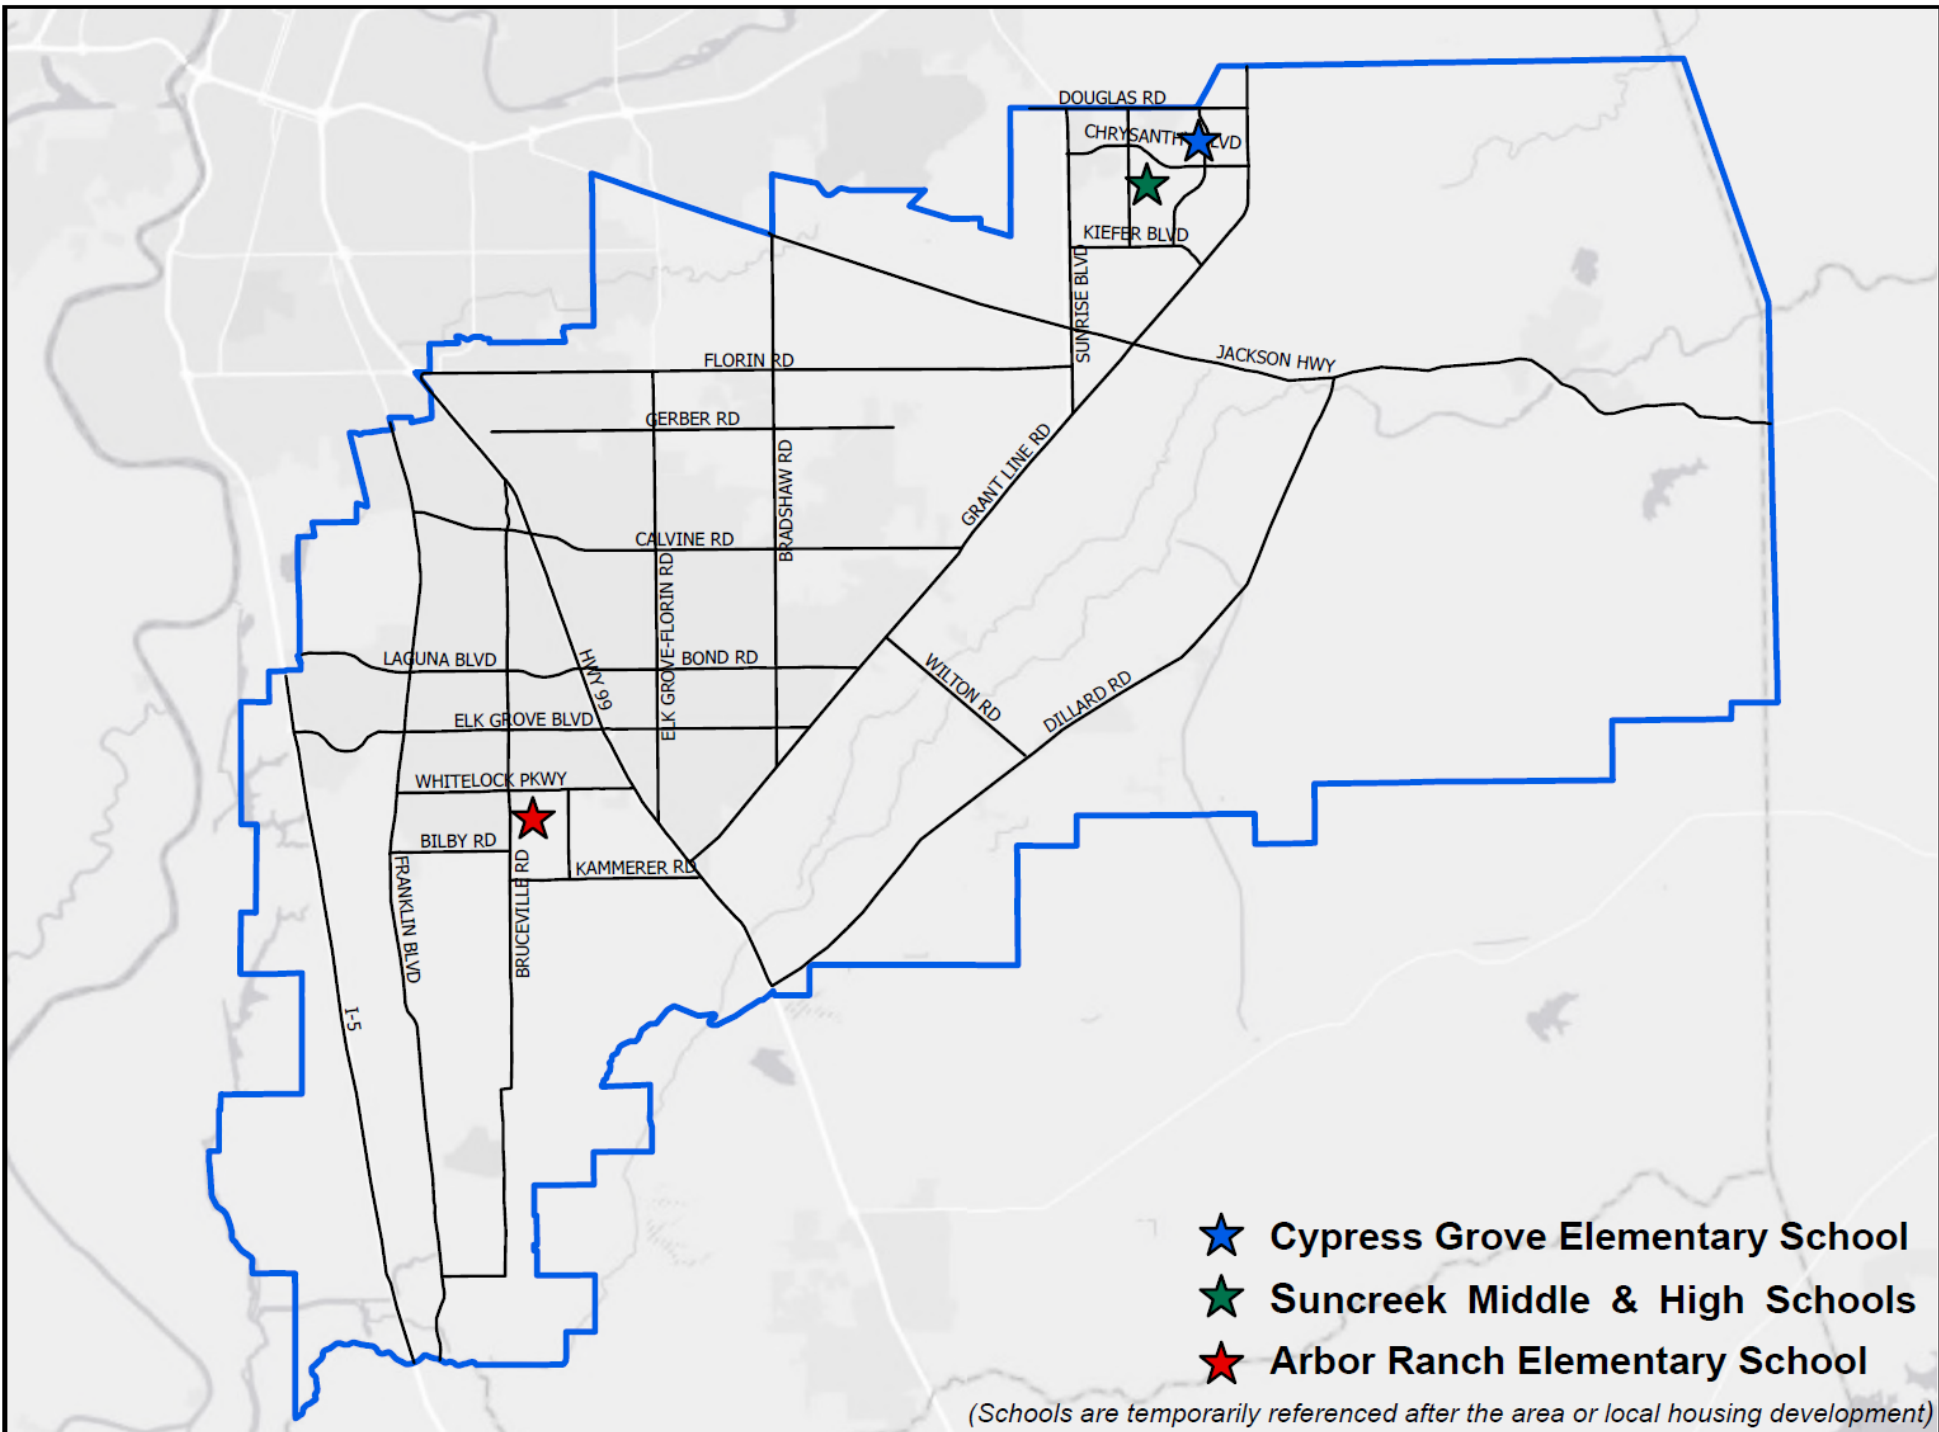 DOUGLAS RD
CHRYSANTHY BLVD
KIEFER BLVD
SUNRISE BLVD
FLORIN RD
JACKSON HWY
GERBER RD
GRANT LINE RD
BRADSHAW RD
CALVINE RD
ELK GROVE-FLORIN RD
LAGUNA BLVD
HWY 99
BOND RD
WILTON RD
DILLARD RD
ELK GROVE BLVD
WHITELOCK PKWY
BILBY RD
KAMMERER RD
FRANKLIN BLVD
BRUCEVILLE RD
I-5
Cypress Grove Elementary School
Suncreek Middle & High Schools
Arbor Ranch Elementary School
(Schools are temporarily referenced after the area or local housing development)